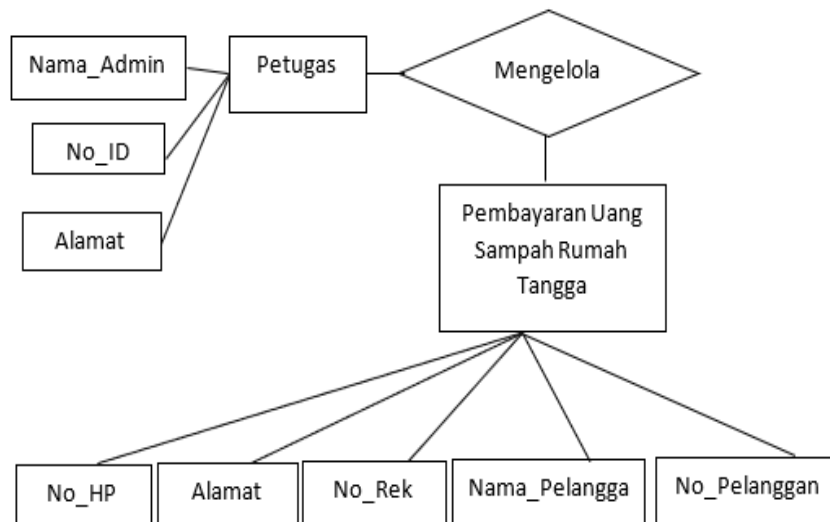 Nama_Admin
Petugas
Mengelola
No_ID
Alamat
Pembayaran Uang
Sampah Rumah
Tangga
No_HP
Alamat
No_Rek
Nama_Pelangga
No_Pelanggan